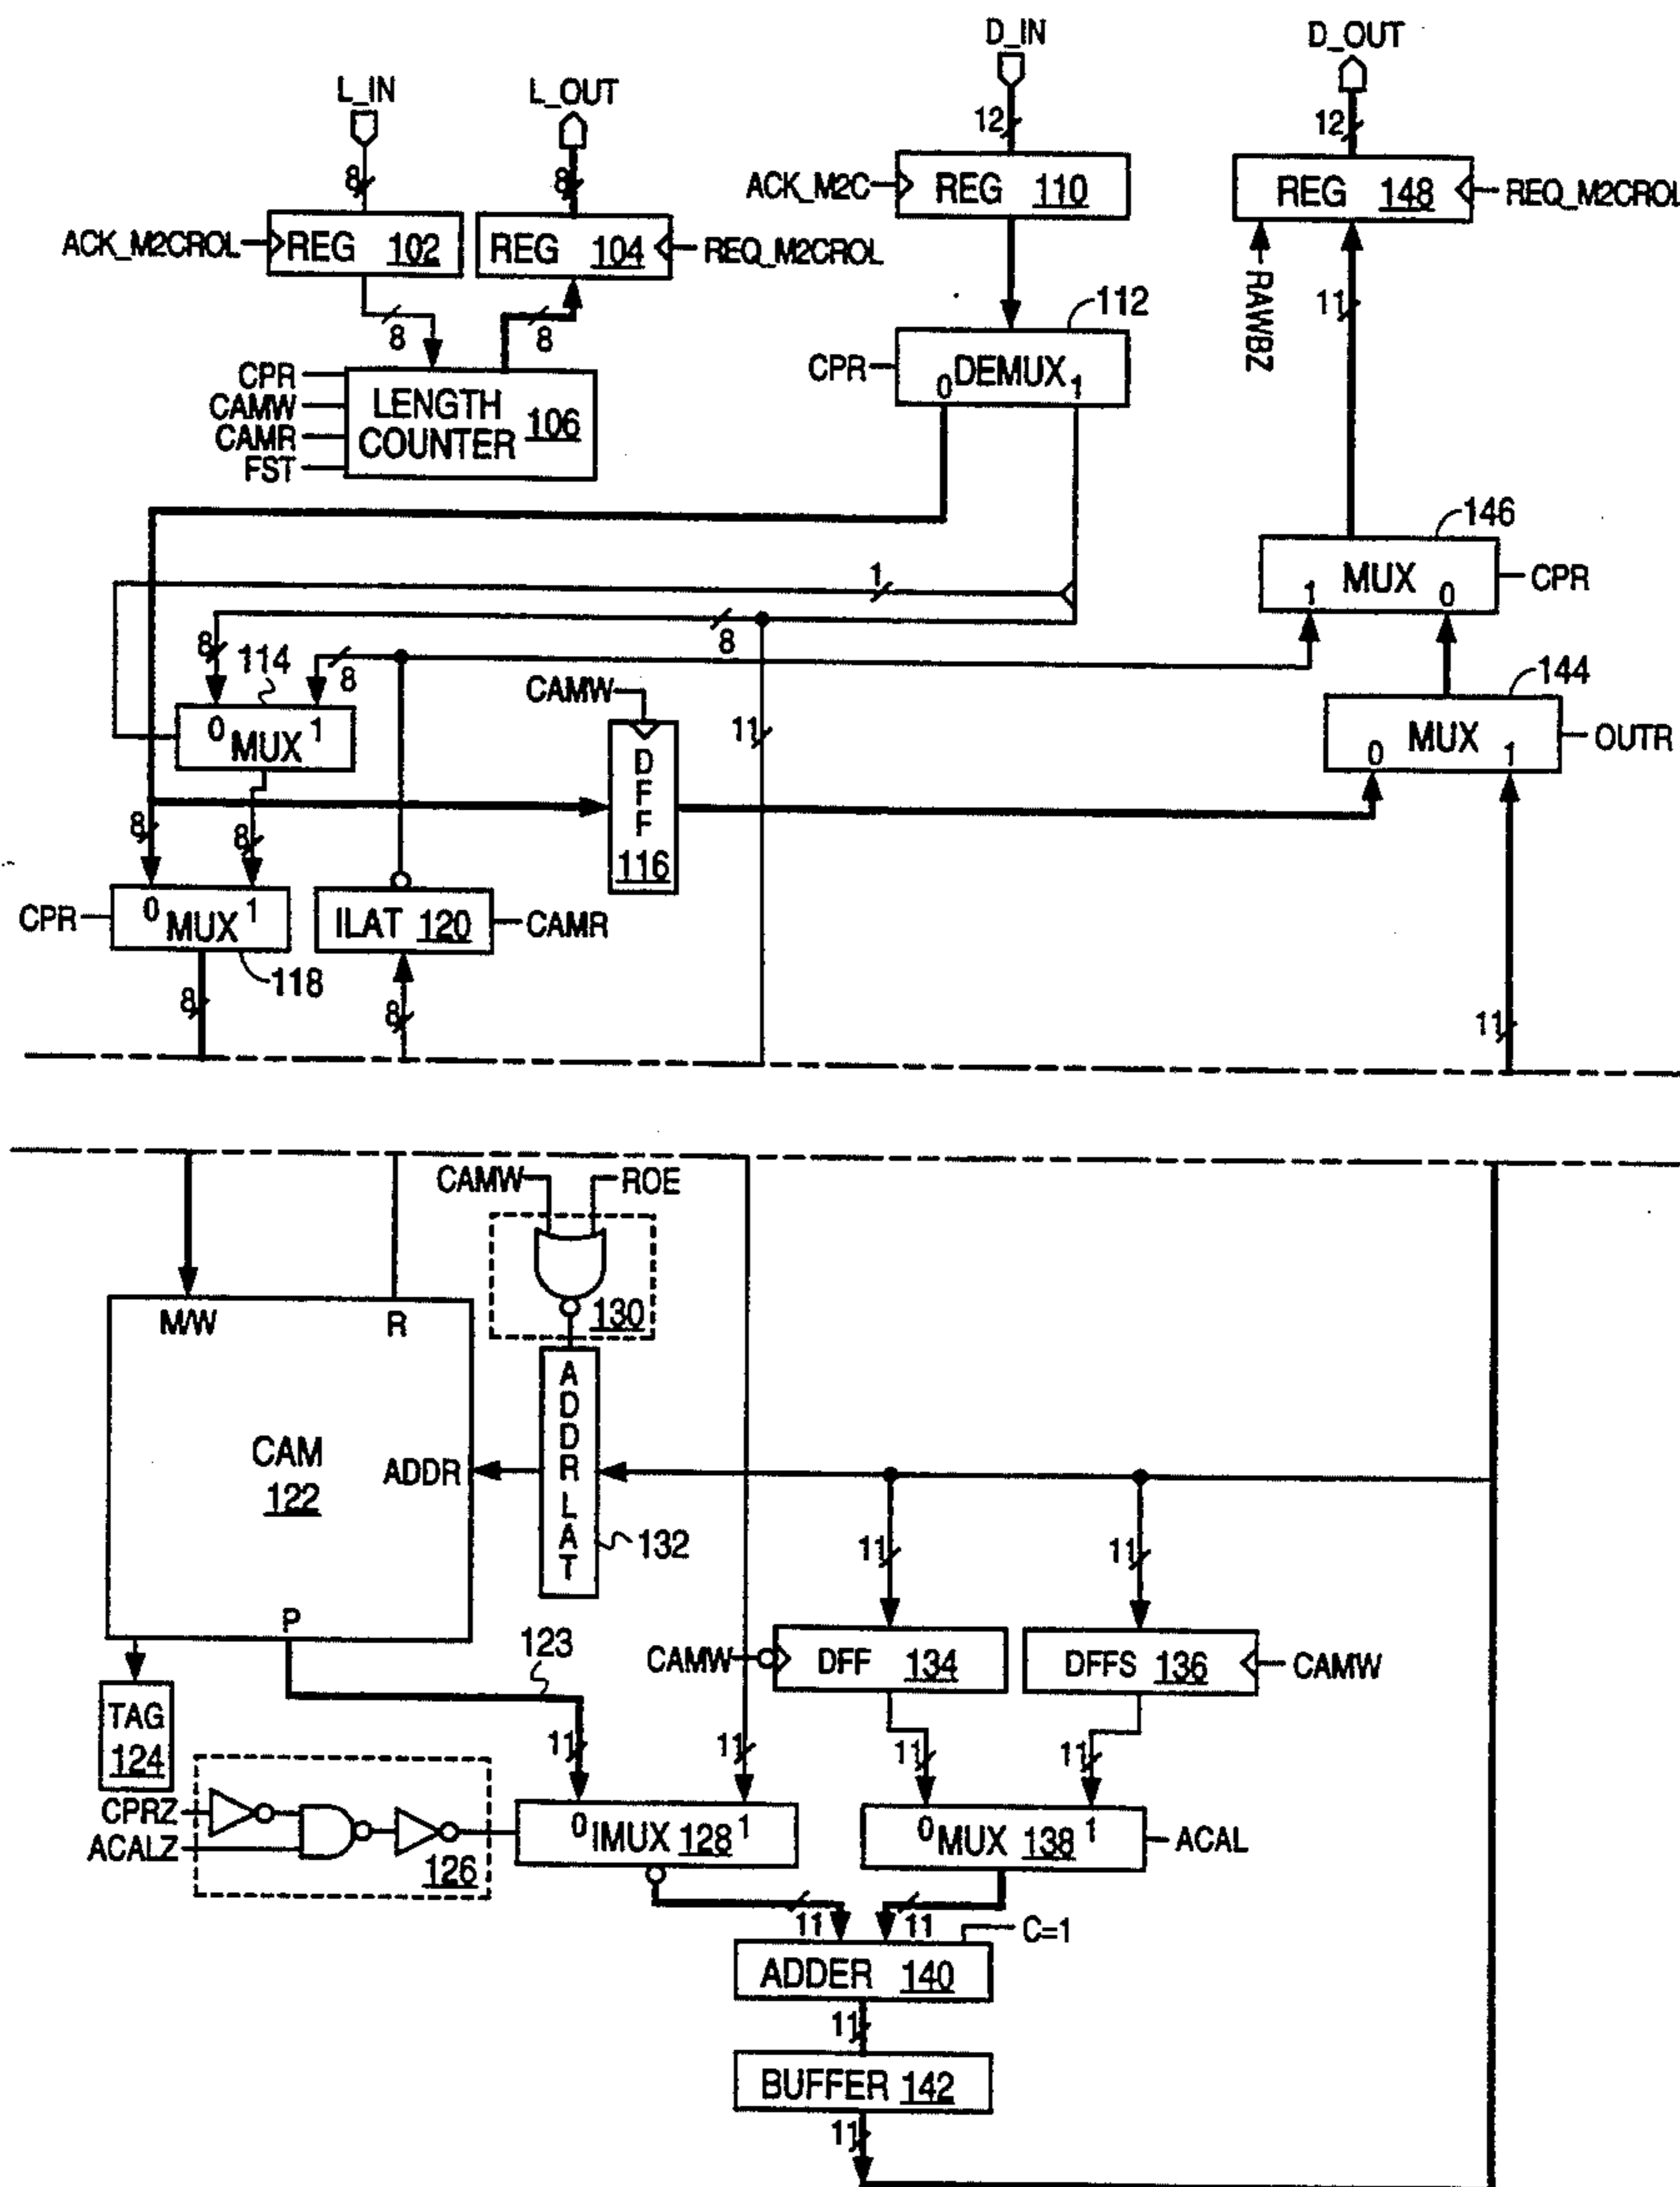 D_IN
D_OUT
L_IN
L_OUT
12
12
8
8
ACK_M2C
REG 110
REG 148
REQ_M2CROL
ACK_M2CROL
REG 102
REG 104
REQ_M2CROL
RAWBZ
11
8
8
112
CPR
0 DEMUX 1
CPR
CAMW
CAMR
FST
LENGTH
COUNTER 106
146
1 MUX 0
CPR
1
8
8
114
8
CAMW
11
144
0 MUX 1
OUTR
0 MUX 1
D
F
F
116
8
8
CPR
0 MUX 1
118
ILAT 120
CAMR
8
8
11
CAMW
ROE
130
M/W
R
CAM
122
ADDR
A
D
D
R
L
A
T
132
11
11
P
123
CAMW
DFF 134
DFFS 136
CAMW
TAG
124
11
11
11
11
CPRZ
ACALZ
126
0 IMUX 128 1
0 MUX 138 1
ACAL
11
11
C=1
ADDER 140
11
BUFFER 142
11